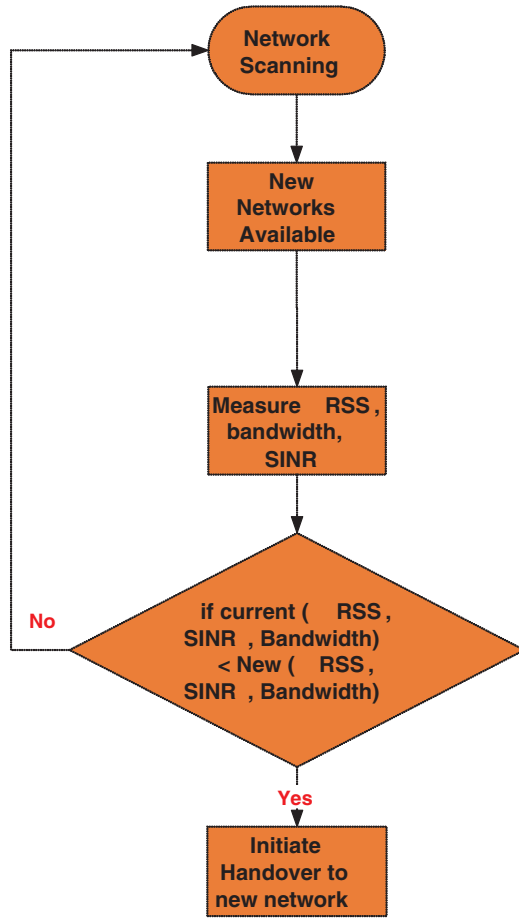 Network
Scanning
New
Networks
Available
Measure RSS,
bandwidth,
SINR
if current ( RSS,
SINR , Bandwidth)
< New ( RSS,
SINR , Bandwidth)
No
Yes
Initiate
Handover to
new network